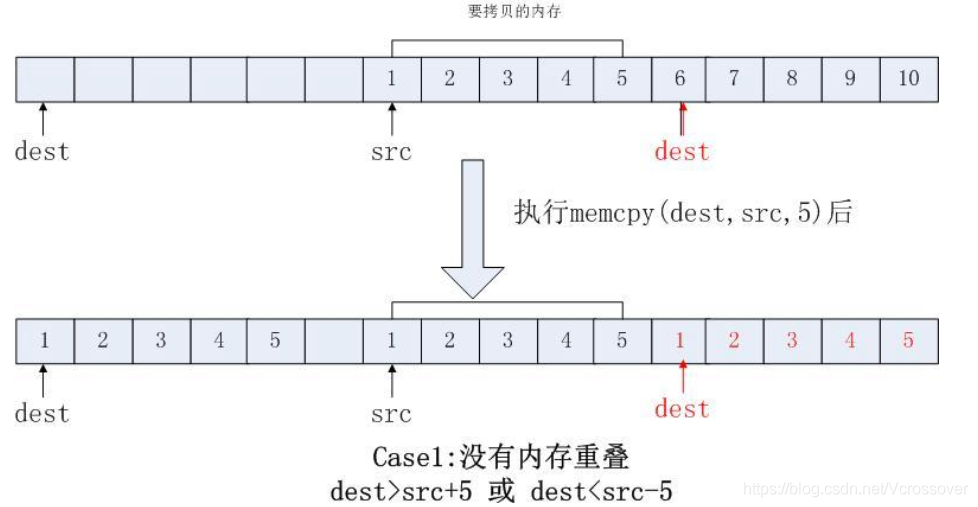 要拷贝的内存
1 2 3 4 5 6 7 8 9 10
dest src dest
执行memcpy(dest,src,5)后
1 2 3 4 5 1 2 3 4 5 1 2 3 4 5
dest src dest
Case1:没有内存重叠
dest>src+5 或 dest<src-5
https://blog.csdn.net/Vcrossover